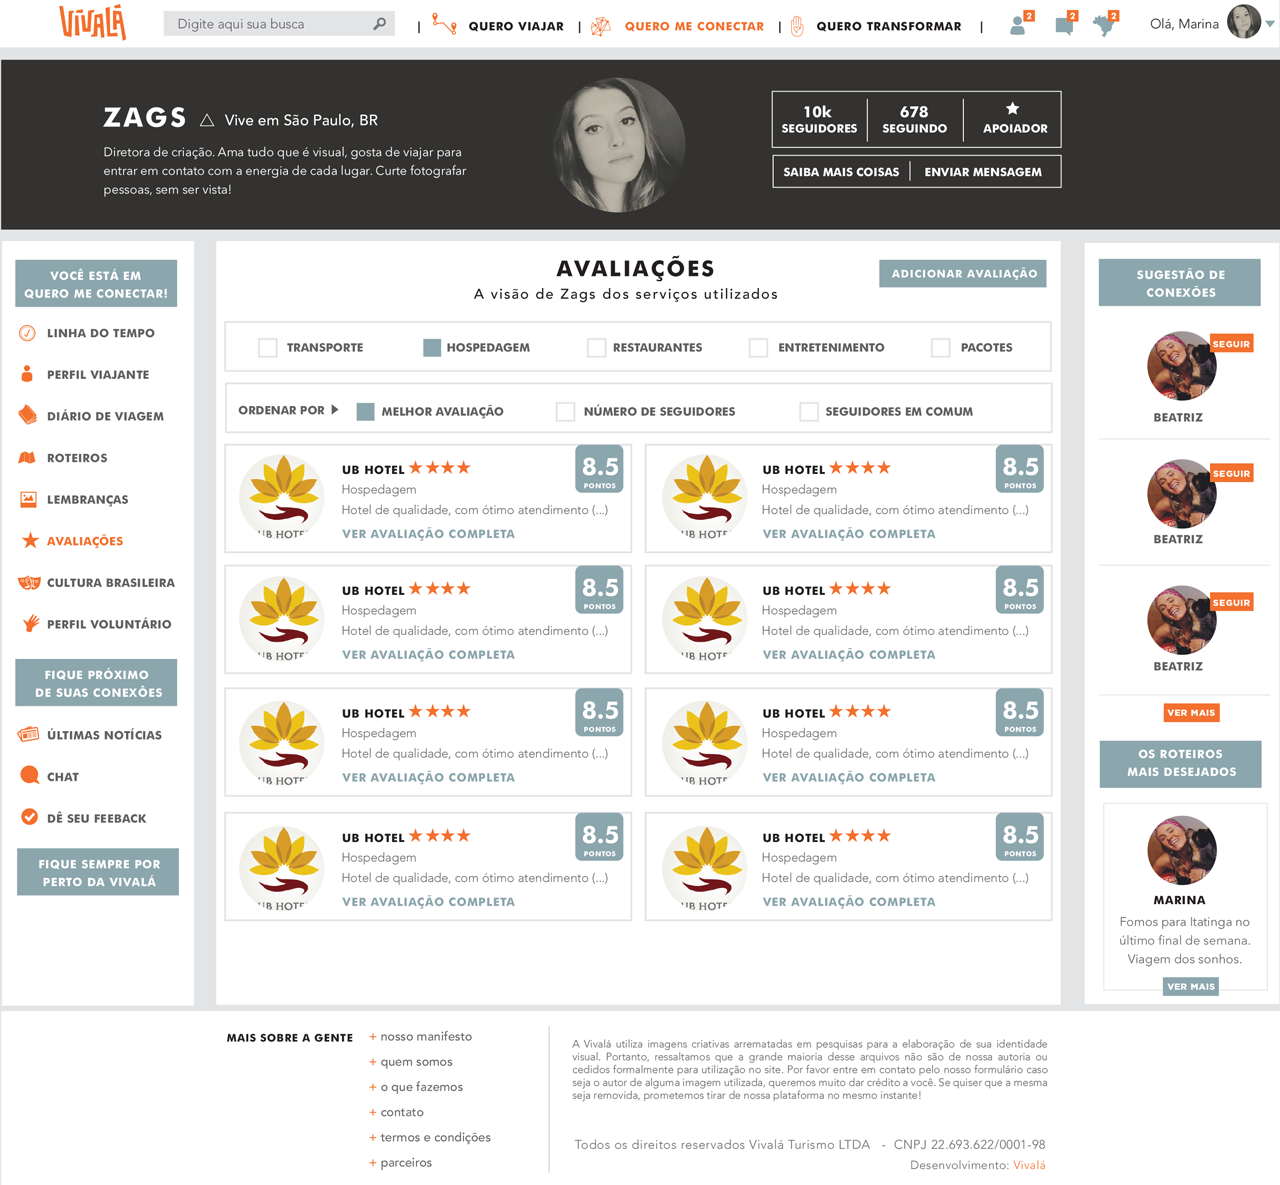 VIVALÁ
Digite aqui sua busca
| QUERO VIAJAR | QUERO ME CONECTAR | QUERO TRANSFORMAR |
2 2 2
Olá, Marina
ZAGS Vive em São Paulo, BR
Diretora de criação. Ama tudo que é visual, gosta de viajar para
entrar em contato com a energia de cada lugar. Curte fotografar
pessoas, sem ser vista!
10k 678
SEGUIDORES SEGUINDO APOIADOR
SAIBA MAIS COISAS ENVIAR MENSAGEM
VOCÊ ESTÁ EM
QUERO ME CONECTAR!
LINHA DO TEMPO
PERFIL VIAJANTE
DIÁRIO DE VIAGEM
ROTEIROS
LEMBRANÇAS
AVALIAÇÕES
CULTURA BRASILEIRA
PERFIL VOLUNTÁRIO
FIQUE PRÓXIMO
DE SUAS CONEXÕES
ÚLTIMAS NOTÍCIAS
CHAT
DÊ SEU FEEBACK
FIQUE SEMPRE POR
PERTO DA VIVALÁ
AVALIAÇÕES
A visão de Zags dos serviços utilizados
ADICIONAR AVALIAÇÃO
TRANSPORTE HOSPEDAGEM RESTAURANTES ENTRETENIMENTO PACOTES
ORDENAR POR MELHOR AVALIAÇÃO NÚMERO DE SEGUIDORES SEGUIDORES EM COMUM
UB HOTEL
UB HOTEL
8.5
PONTOS
Hospedagem
Hotel de qualidade, com ótimo atendimento (...)
VER AVALIAÇÃO COMPLETA
UB HOTEL
UB HOTEL
8.5
PONTOS
Hospedagem
Hotel de qualidade, com ótimo atendimento (...)
VER AVALIAÇÃO COMPLETA
UB HOTEL
UB HOTEL
8.5
PONTOS
Hospedagem
Hotel de qualidade, com ótimo atendimento (...)
VER AVALIAÇÃO COMPLETA
UB HOTEL
UB HOTEL
8.5
PONTOS
Hospedagem
Hotel de qualidade, com ótimo atendimento (...)
VER AVALIAÇÃO COMPLETA
UB HOTEL
UB HOTEL
8.5
PONTOS
Hospedagem
Hotel de qualidade, com ótimo atendimento (...)
VER AVALIAÇÃO COMPLETA
UB HOTEL
UB HOTEL
8.5
PONTOS
Hospedagem
Hotel de qualidade, com ótimo atendimento (...)
VER AVALIAÇÃO COMPLETA
UB HOTEL
UB HOTEL
8.5
PONTOS
Hospedagem
Hotel de qualidade, com ótimo atendimento (...)
VER AVALIAÇÃO COMPLETA
UB HOTEL
UB HOTEL
8.5
PONTOS
Hospedagem
Hotel de qualidade, com ótimo atendimento (...)
VER AVALIAÇÃO COMPLETA
SUGESTÃO DE
CONEXÕES
SEGUIR
BEATRIZ
SEGUIR
BEATRIZ
SEGUIR
BEATRIZ
VER MAIS
OS ROTEIROS
MAIS DESEJADOS
MARINA
Fomos para Itatinga no
último final de semana.
Viagem dos sonhos.
VER MAIS
MAIS SOBRE A GENTE
+ nosso manifesto
+ quem somos
+ o que fazemos
+ contato
+ termos e condições
+ parceiros
A Vivalá utiliza imagens criativas arrematadas em pesquisas para a elaboração de sua identidade
visual. Portanto, ressaltamos que a grande maioria desse arquivos não são de nossa autoria ou
cedidos formalmente para utilização no site. Por favor entre em contato pelo nosso formulário caso
seja o autor de alguma imagem utilizada, queremos muito dar crédito a você. Se quiser que a mesma
seja removida, prometemos tirar de nossa plataforma no mesmo instante!
Todos os direitos reservados Vivalá Turismo LTDA - CNPJ 22.693.622/0001-98
Desenvolvimento: Vivalá